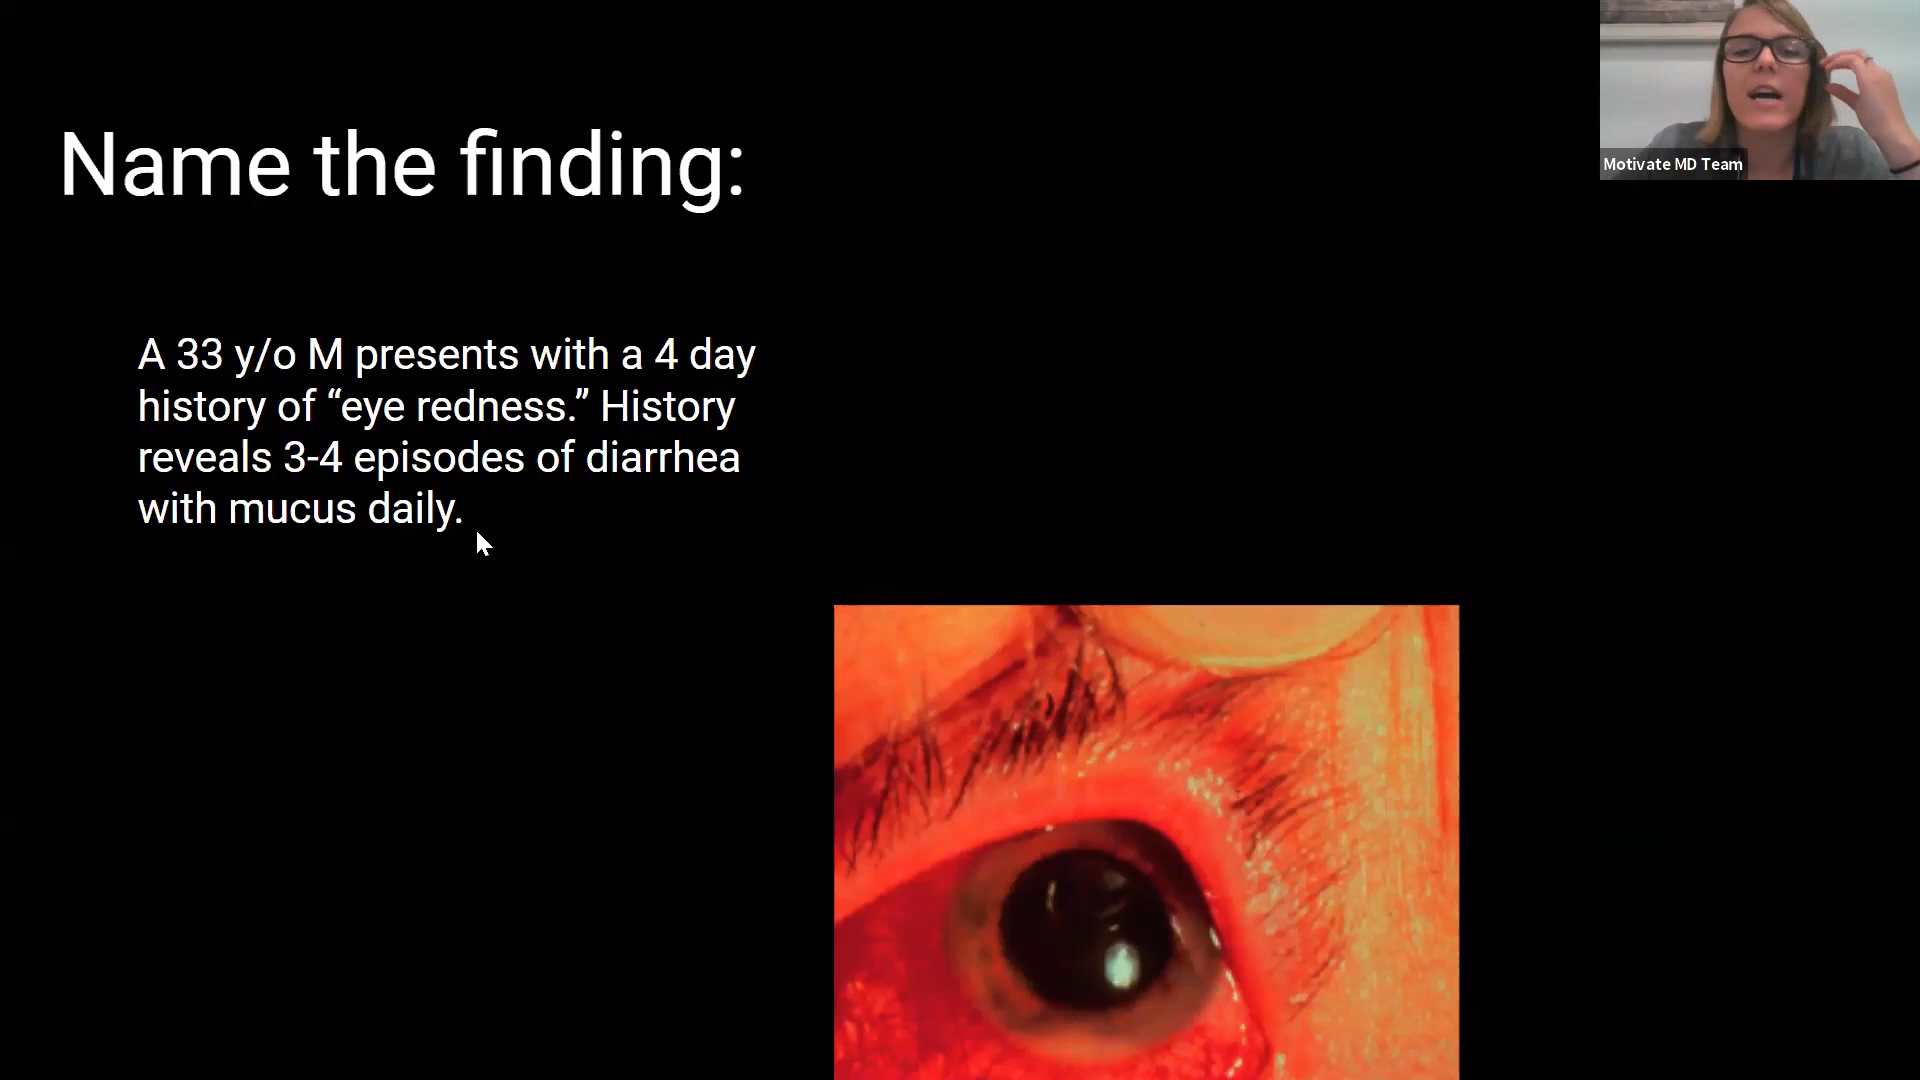 Motivate MD Team
Name the finding:
A 33 y/o M presents with a 4 day
history of “eye redness.” History
reveals 3-4 episodes of diarrhea
with mucus daily.